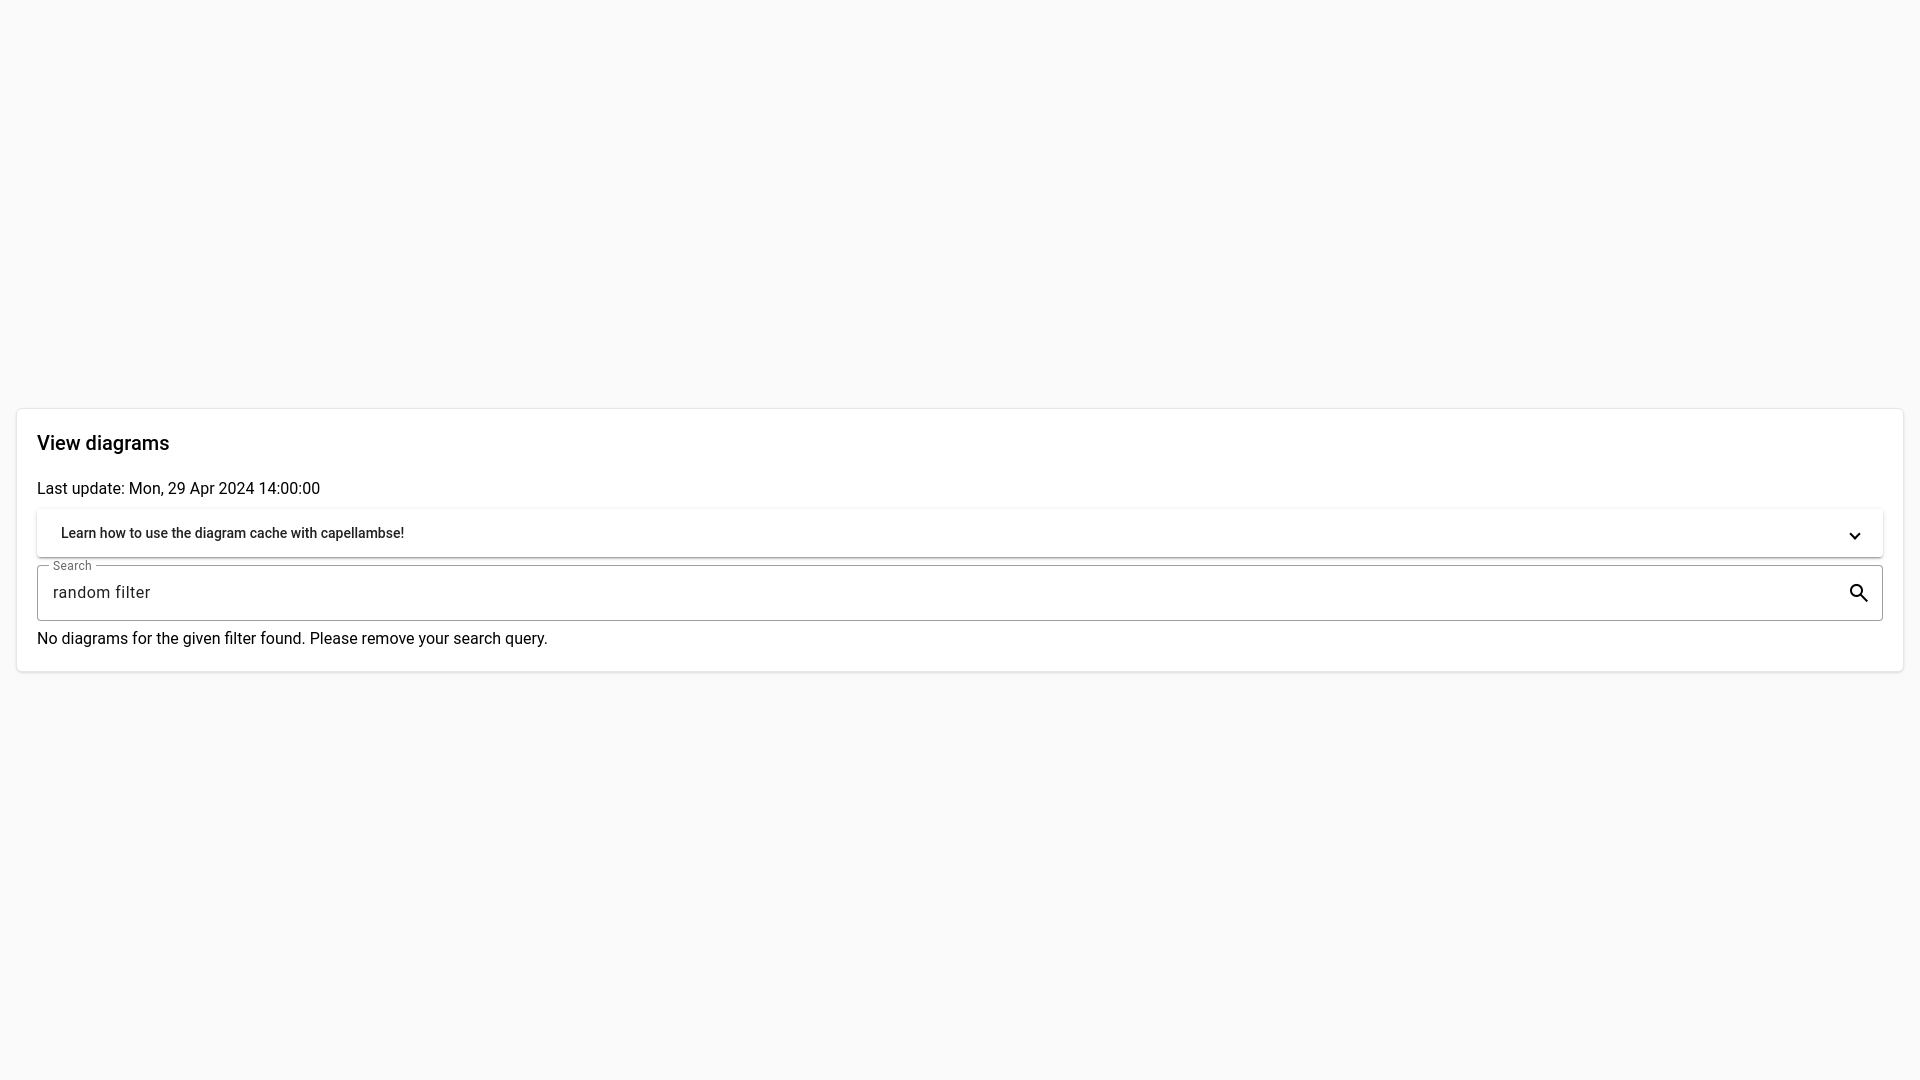 View diagrams
Last update: Mon, 29 Apr 2024 14:00:00
Learn how to use the diagram cache with capellambse!
Search
random filter
No diagrams for the given filter found. Please remove your search query.